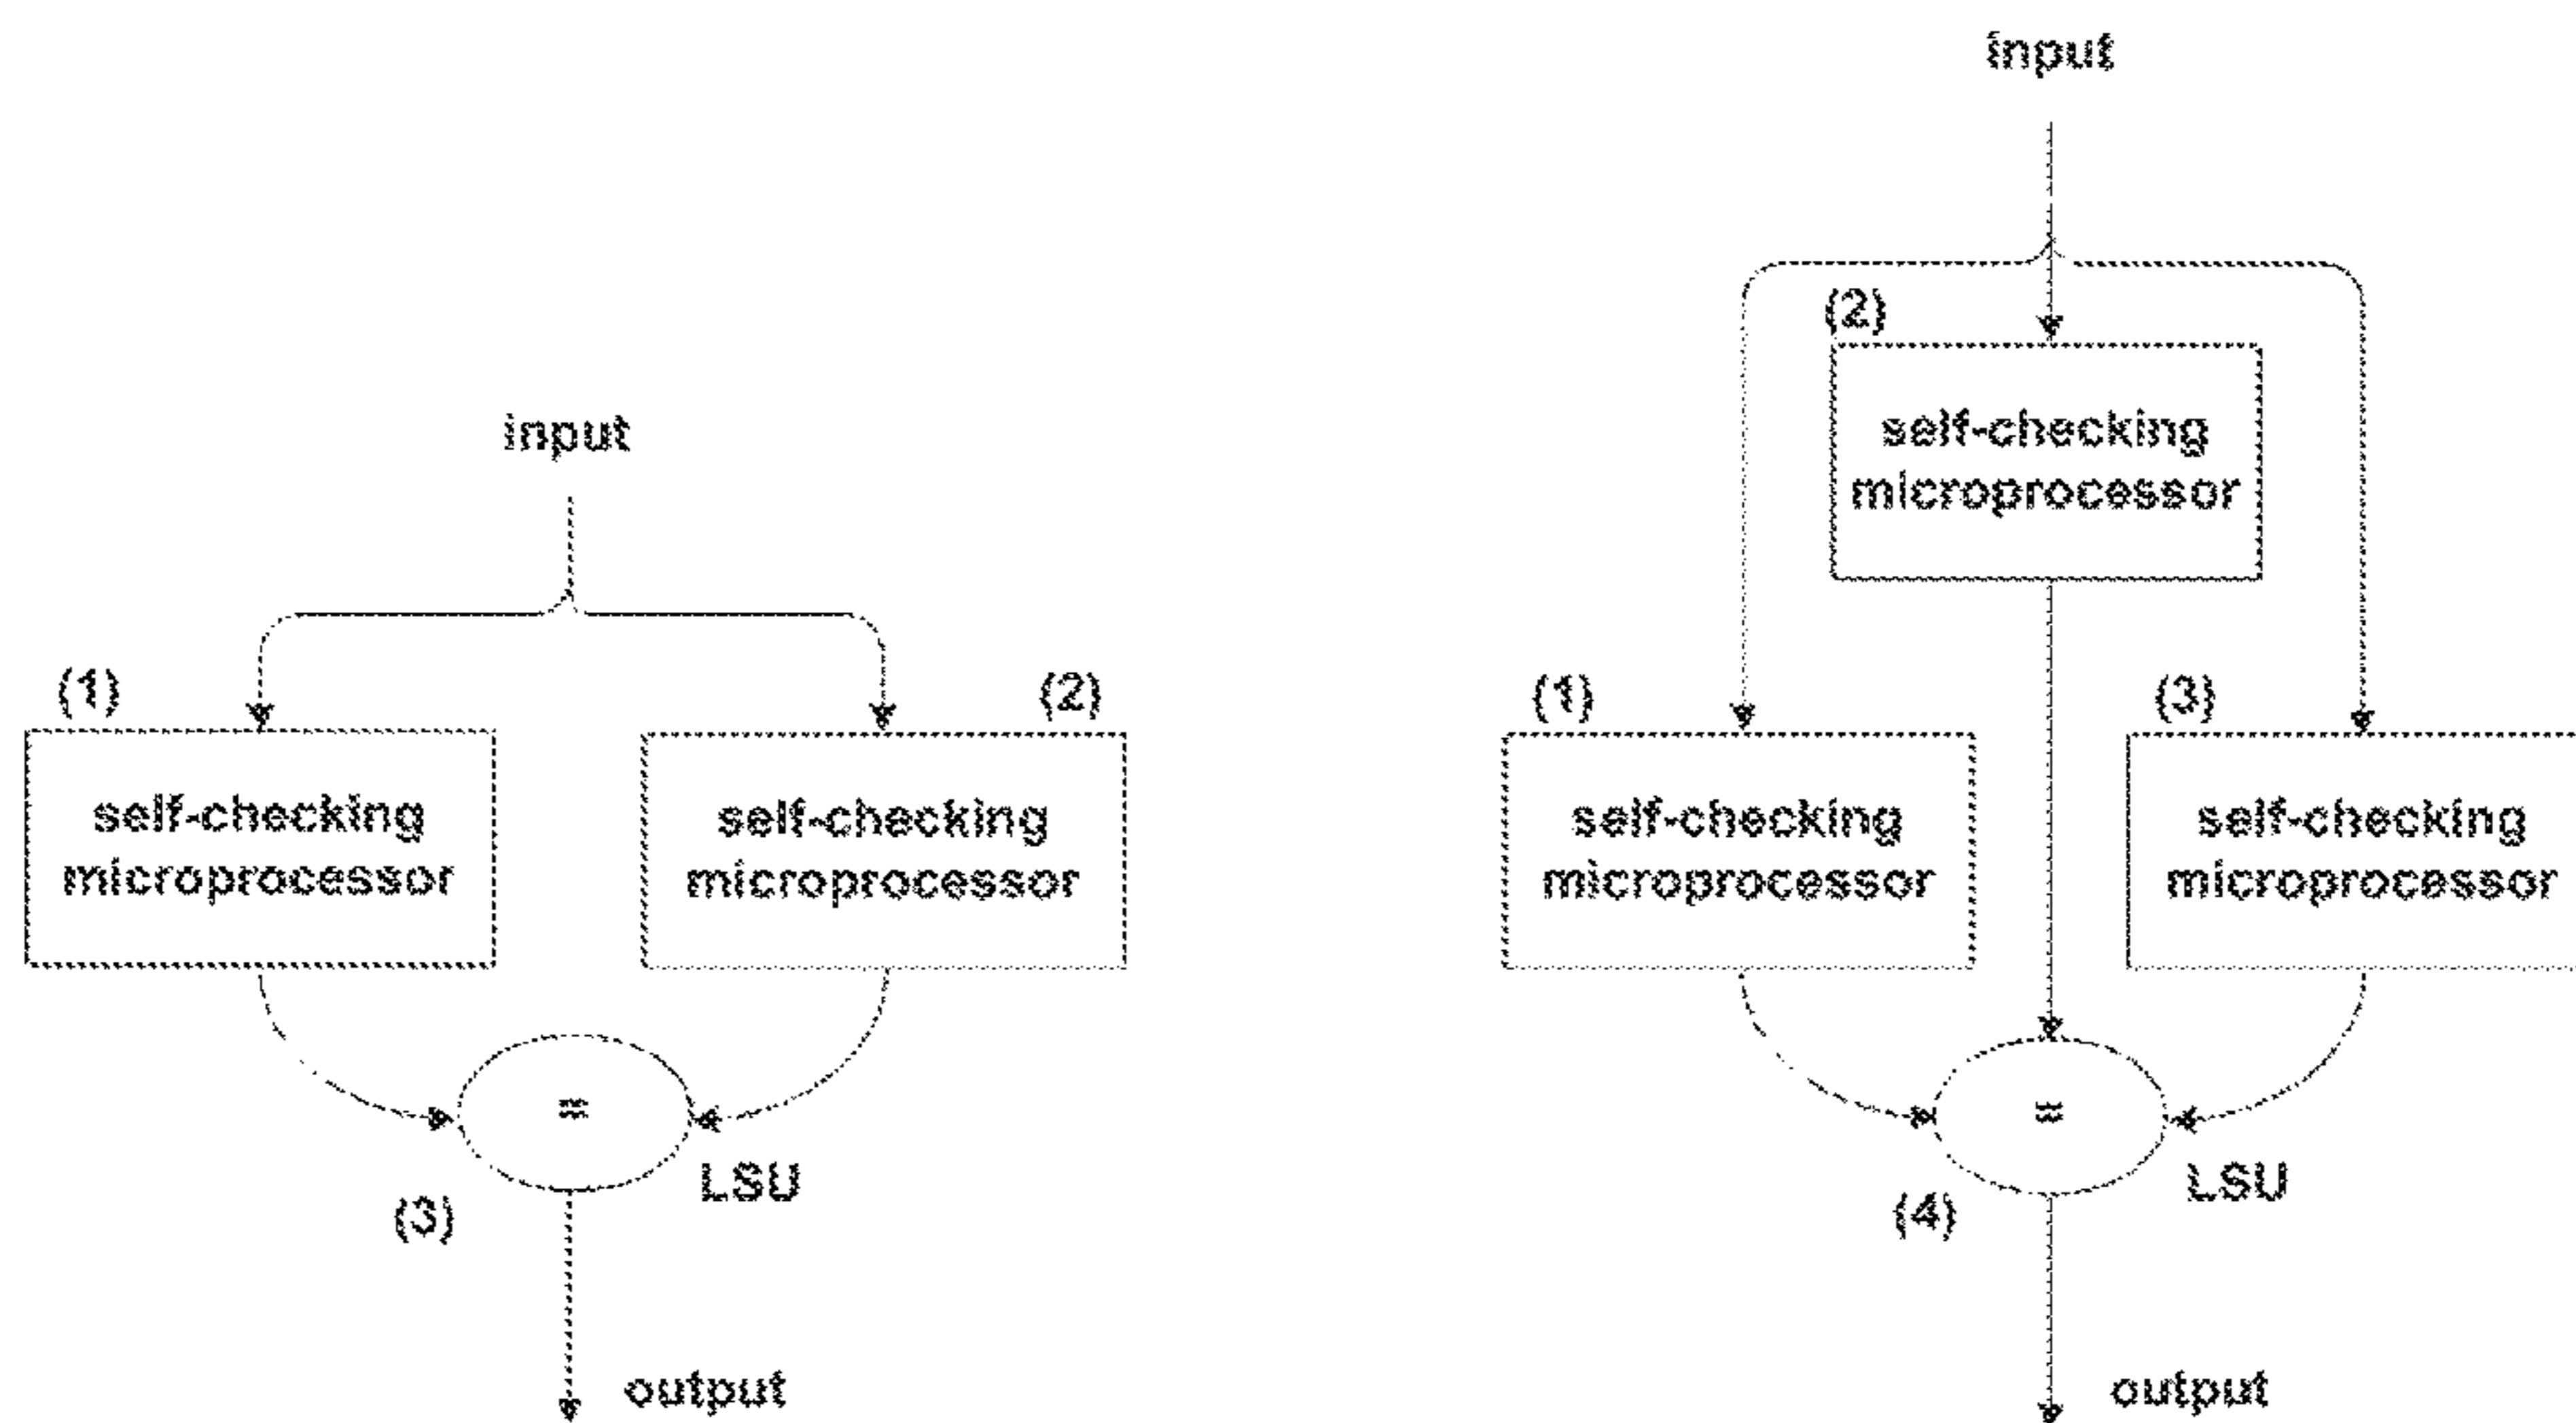 input
(1)
(2)
self-checking
microprocessor
self-checking
microprocessor
=
LSU
(3)
output
input
(2)
self-checking
microprocessor
(1)
(3)
self-checking
microprocessor
self-checking
microprocessor
=
LSU
(4)
output